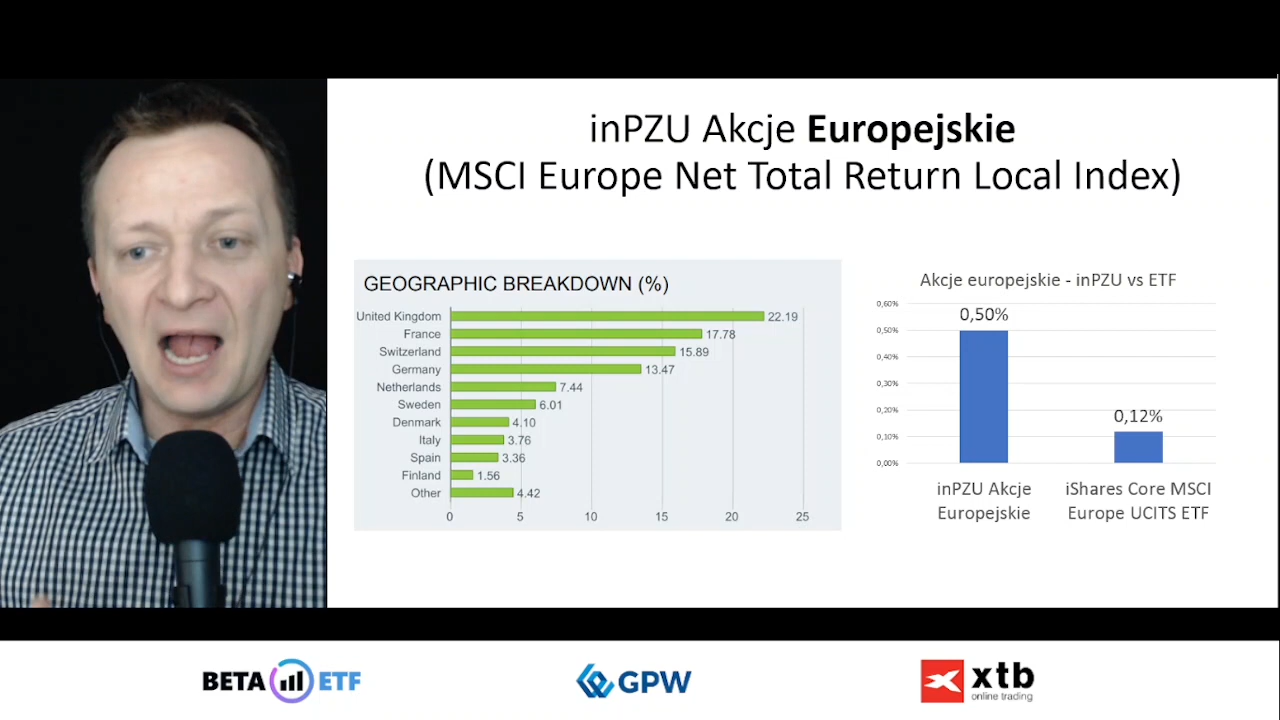 inPZU Akcje Europejskie
(MSCI Europe Net Total Return Local Index)
GEOGRAPHIC BREAKDOWN (%)
United Kingdom 22.19
France 17.78
Switzerland 15.89
Germany 13.47
Netherlands 7.44
Sweden 6.01
Denmark 4.10
Italy 3.76
Spain 3.36
Finland 1.56
Other 4.42
0 5 10 15 20 25
Akcje europejskie - inPZU vs ETF
0,60%
0,50%
0,40%
0,30%
0,20%
0,10%
0,00%
0,50%
0,12%
inPZU Akcje
Europejskie
iShares Core MSCI
Europe UCITS ETF
BETA ETF
GPW
xtb
online trading